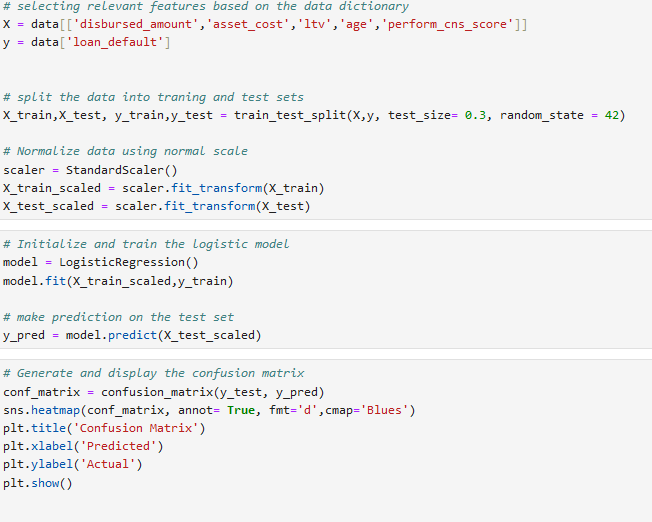 # selecting relevant features based on the data dictionary
X = data[['disbursed_amount','asset_cost','ltv','age','perform_cns_score']]
y = data['loan_default']
# split the data into traning and test sets
X_train,X_test, y_train,y_test = train_test_split(X,y, test_size= 0.3, random_state = 42)
# Normalize data using normal scale
scaler = StandardScaler()
X_train_scaled = scaler.fit_transform(X_train)
X_test_scaled = scaler.fit_transform(X_test)
# Initialize and train the logistic model
model = LogisticRegression()
model.fit(X_train_scaled,y_train)
# make prediction on the test set
y_pred = model.predict(X_test_scaled)
# Generate and display the confusion matrix
conf_matrix = confusion_matrix(y_test, y_pred)
sns.heatmap(conf_matrix, annot= True, fmt='d',cmap='Blues')
plt.title('Confusion Matrix')
plt.xlabel('Predicted')
plt.ylabel('Actual')
plt.show()